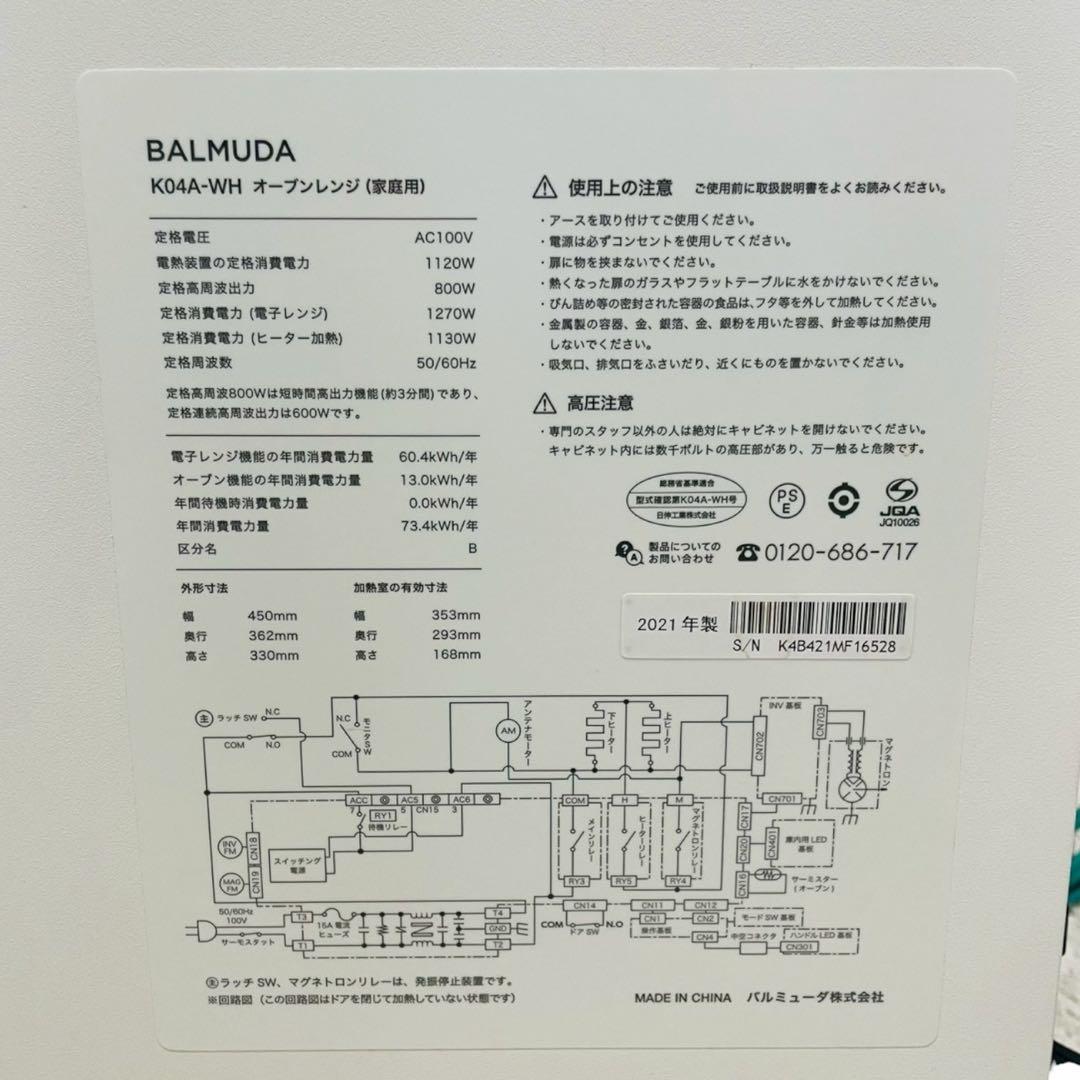 BALMUDA
K04A-WH オーブンレンジ (家庭用)
定格電圧 AC100V
電熱装置の定格消費電力 1120W
定格高周波出力 800W
定格消費電力 (電子レンジ) 1270W
定格消費電力 (ヒーター加熱) 1130W
定格周波数 50/60Hz
定格高周波800Wは短時間高出力機能(約3分間)であり、
定格連続高周波出力は600Wです。
電子レンジ機能の年間消費電力量 60.4kWh/年
オーブン機能の年間消費電力量 13.0kWh/年
年間待機時消費電力量 0.0kWh/年
年間消費電力量 73.4kWh/年
区分名 B
外形寸法 加熱室の有効寸法
幅 450mm 幅 353mm
奥行 362mm 奥行 293mm
高さ 330mm 高さ 168mm
⚠ 使用上の注意 ご使用前に取扱説明書をよくお読みください。
・アースを取り付けてご使用ください。
・電源は必ずコンセントを使用してください。
・扉に物を挟まないでください。
・熱くなった扉のガラスやフラットテーブルに水をかけないでください。
・びん詰め等の密封された容器の食品は、フタ等を外して加熱してください。
・金属製の容器、金、銀箔、金、銀粉を用いた容器、針金等は加熱使用
しないでください。
・吸気口、排気口をふさいだり、近くにものを置かないでください。
⚠ 高圧注意
・専門のスタッフ以外の人は絶対にキャビネットを開けないでください。
キャビネット内には数千ボルトの高圧部があり、万一触ると危険です。
総務省基準適合
型式確認第K04A-WH号
日伸工業株式会社
PS
E
JQA
JQ10026
Q A 製品についての
お問い合わせ
☎0120-686-717
2021年製
S/N K4B421MF16528
主 ラッチSW N.C
COM N.O
N.C
モニタSW
COM
AM
アンテナモーター
下ヒーター
上ヒーター
INV基板
CN702
CN703
マグネトロン
CN701
ACC AC5 AC6
7 5 CN15 3
RY1
待機リレー
COM H M
メインリレー
ヒーターリレー
マグネトロンリレー
RY3 RY5 RY4
INV
FM
CN18
MAG
FM
CN19
スイッチング
電源
CN17
CN20
CN16
CN401
庫内用LED
基板
サーミスター
(オーブン)
50/60Hz
100V
サーモスタット
T3
T1
15A 電流
ヒューズ
T4
GND
T2
CN14
COM ドアSW N.O
CN11 CN12
CN1 CN2
操作基板
モードSW基板
CN4
中空コネクタ
ハンドルLED基板
CN301
主ラッチSW、マグネトロンリレーは、発振停止装置です。
※回路図 (この回路図はドアを閉じて加熱していない状態です)
MADE IN CHINA バルミューダ株式会社